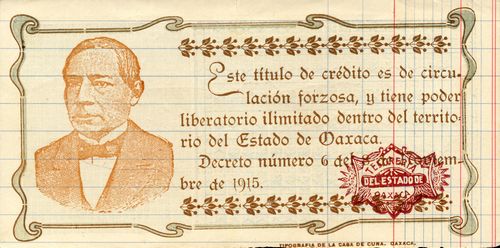 Este título de crédito es de circu-
lación forzosa, y tiene poder
liberatorio ilimitado dentro del territo-
rio del Estado de Oaxaca.
Decreto número 6 de
bre de 1915.
TESORERIA
DEL ESTADO DE
OAXACA
TIPOGRAFIA DE LA CASA DE CUNA. OAXACA.